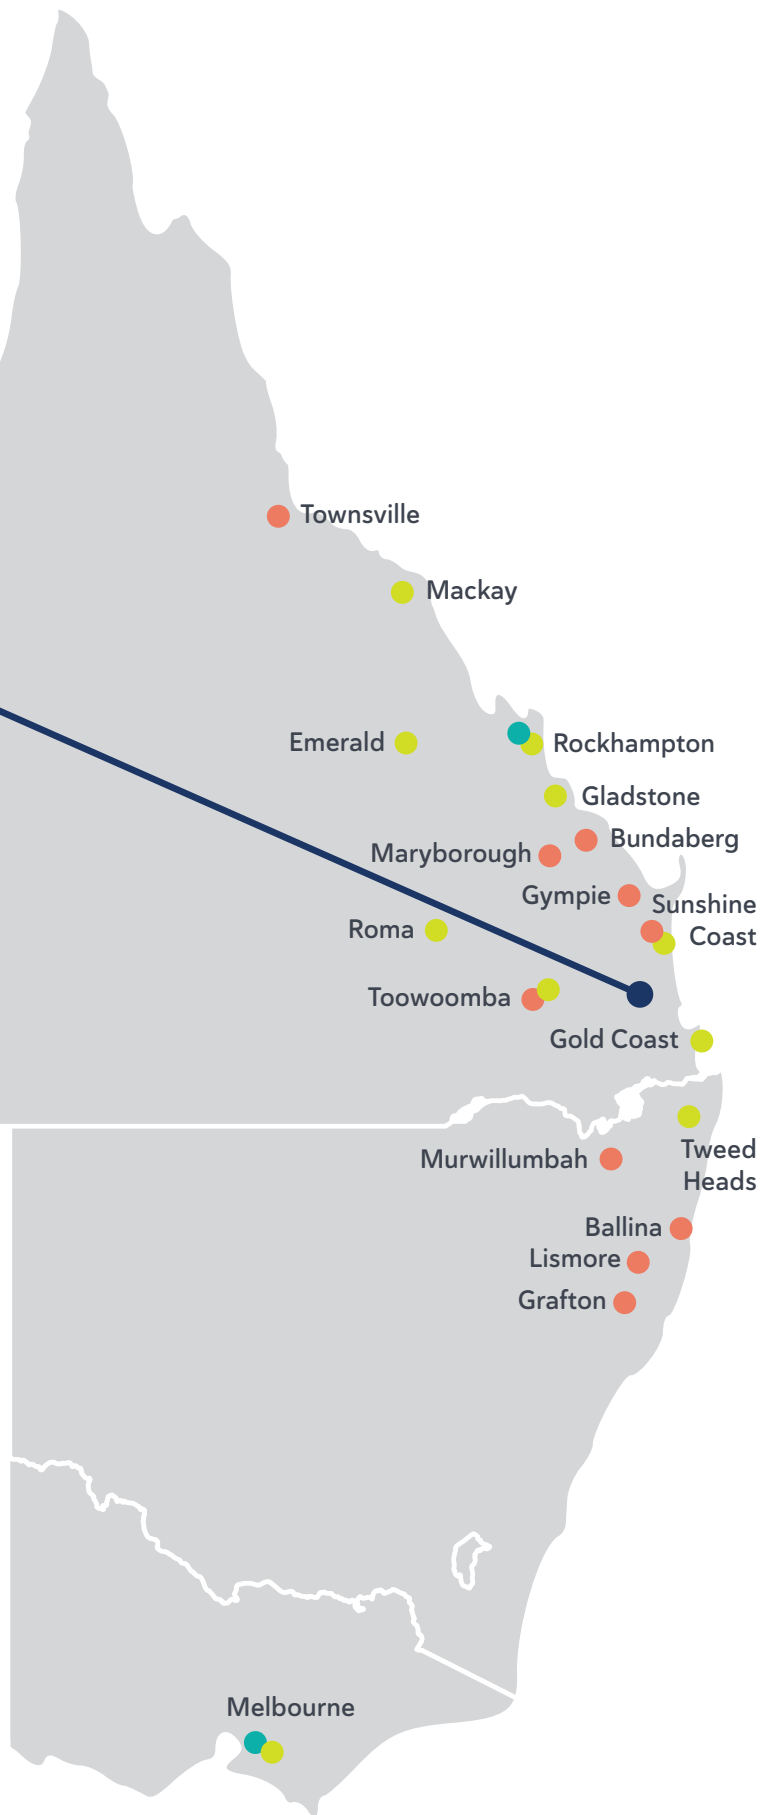 Townsville
Mackay
Emerald
Rockhampton
Gladstone
Bundaberg
Maryborough
Gympie
Sunshine
Coast
Roma
Toowoomba
Gold Coast
Murwillumbah
Tweed
Heads
Ballina
Lismore
Grafton
Melbourne